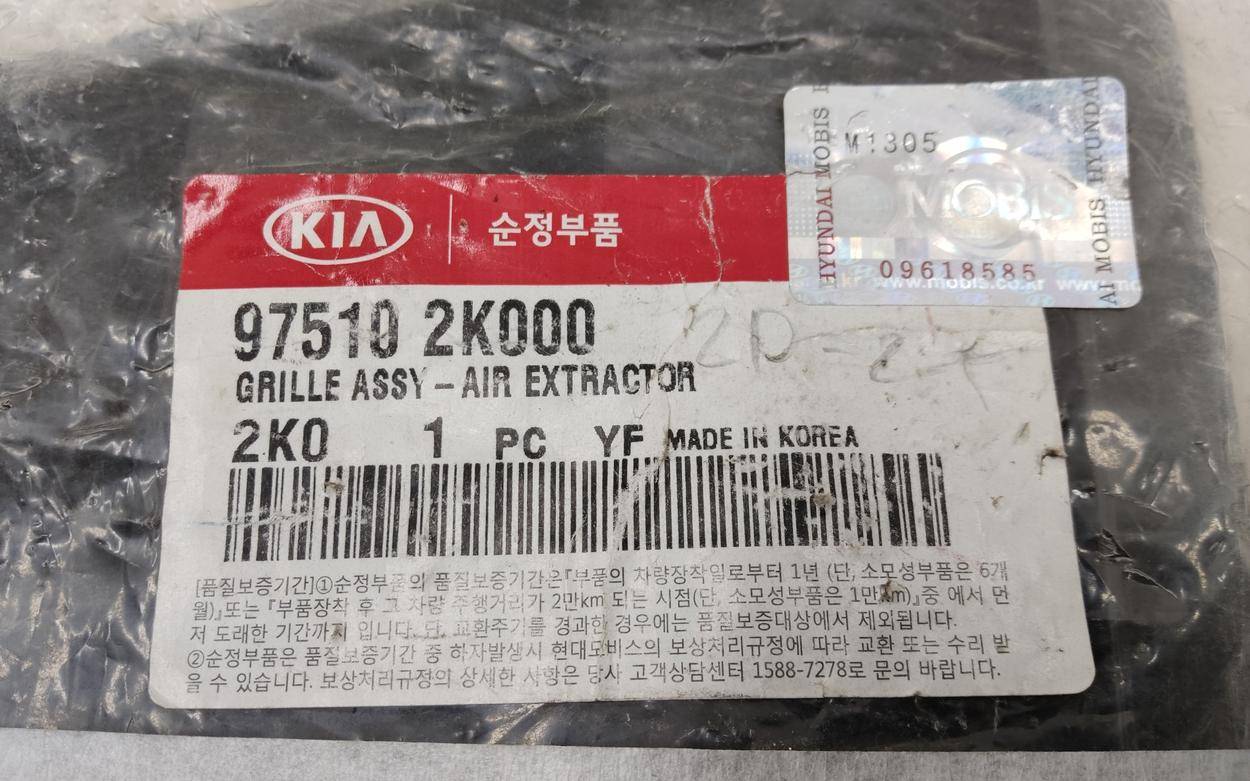 HYUNDAI MOBIS
M1305
MOBIS
AI MOBIS HYUNDAI
09618585
www.mobis.co.kr
KIA 순정부품
97510 2K000
GRILLE ASSY-AIR EXTRACTOR
2K0 1 PC YF MADE IN KOREA
[품질보증기간]①순정부품의 품질보증기간은『부품의 차량장착일로부터 1년 (단, 소모성부품은 6개
월)』또는 『부품장착 후 그 차량 주행거리가 2만km 되는 시점(단, 소모성부품은 1만km)』중 에서 먼
저 도래한 기간까지 입니다. 단, 교환주기를 경과한 경우에는 품질보증대상에서 제외됩니다.
②순정부품은 품질보증기간 중 하자발생시 현대모비스의 보상처리규정에 따라 교환 또는 수리 받
을 수 있습니다. 보상처리규정의 상세한 사항은 당사 고객상담센터 1588-7278로 문의 바랍니다.